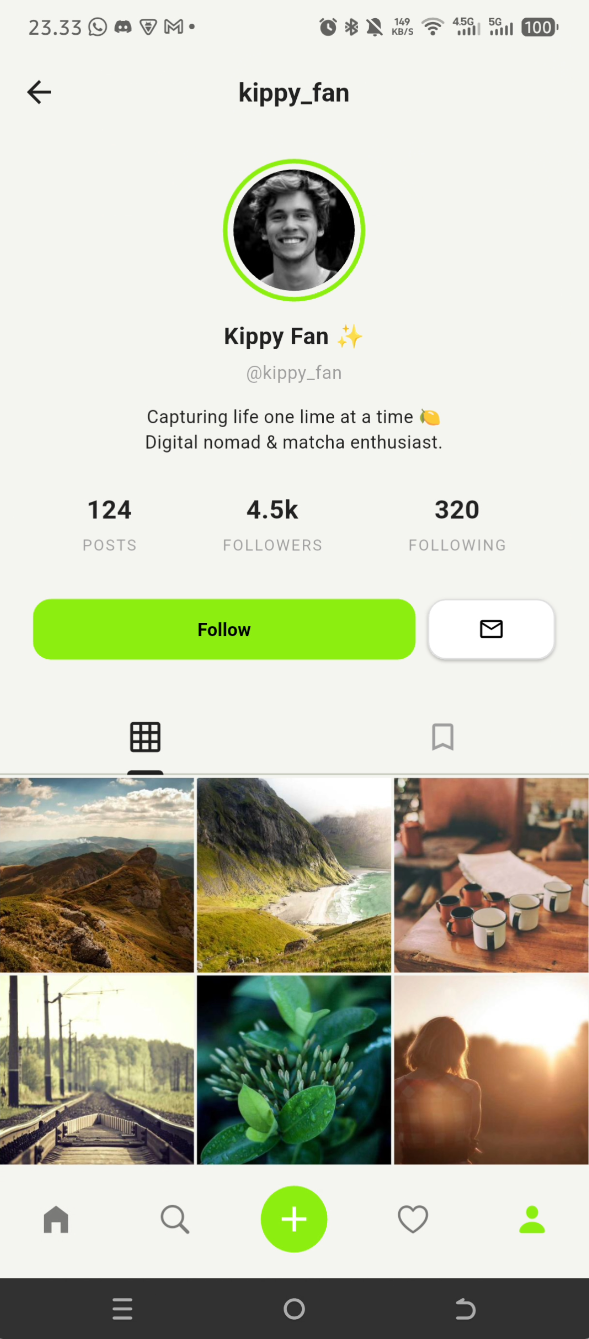 23.33
149
KB/S
4.5G
5G
100
kippy_fan
Kippy Fan ✨
@kippy_fan
Capturing life one lime at a time 🍋
Digital nomad & matcha enthusiast.
124 4.5k 320
POSTS FOLLOWERS FOLLOWING
Follow